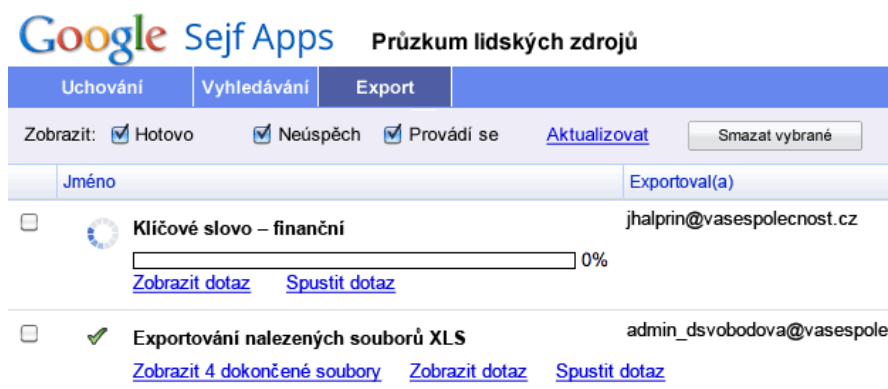 Google Sejf Apps Průzkum lidských zdrojů
Uchování Vyhledávání Export
Zobrazit: Hotovo Neúspěch Provádí se Aktualizovat Smazat vybrané
Jméno Exportoval(a)
Klíčové slovo – finanční jhalprin@vasespolecnost.cz
0%
Zobrazit dotaz Spustit dotaz
Exportování nalezených souborů XLS admin_dsvobodova@vasespole
Zobrazit 4 dokončené soubory Zobrazit dotaz Spustit dotaz